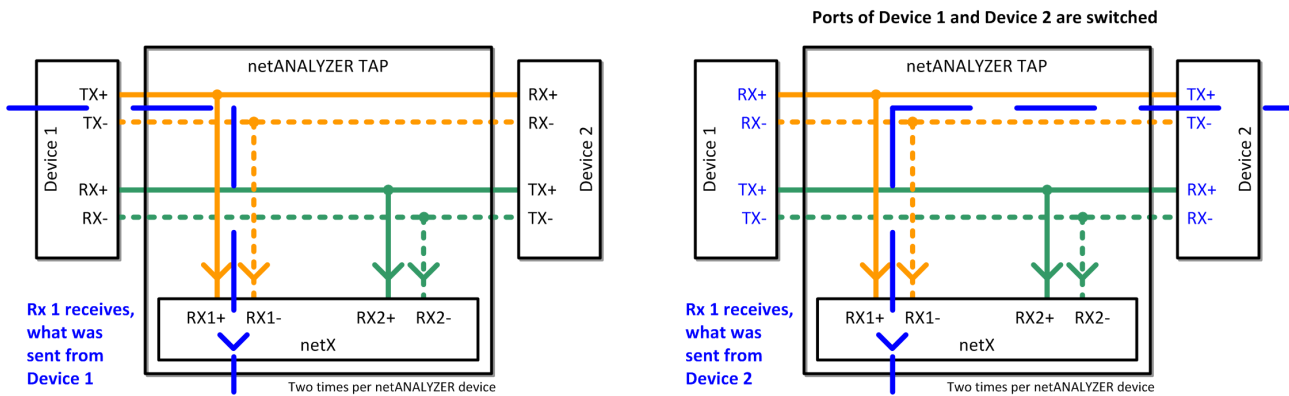 Ports of Device 1 and Device 2 are switched
netANALYZER TAP
Device 1
TX+
TX-
RX+
RX-
RX+
RX-
TX+
TX-
Device 2
RX1+ RX1- RX2+ RX2-
netX
Rx 1 receives,
what was
sent from
Device 1
Two times per netANALYZER device
netANALYZER TAP
Device 1
RX+
RX-
TX+
TX-
TX+
TX-
RX+
RX-
Device 2
RX1+ RX1- RX2+ RX2-
netX
Rx 1 receives,
what was
sent from
Device 2
Two times per netANALYZER device